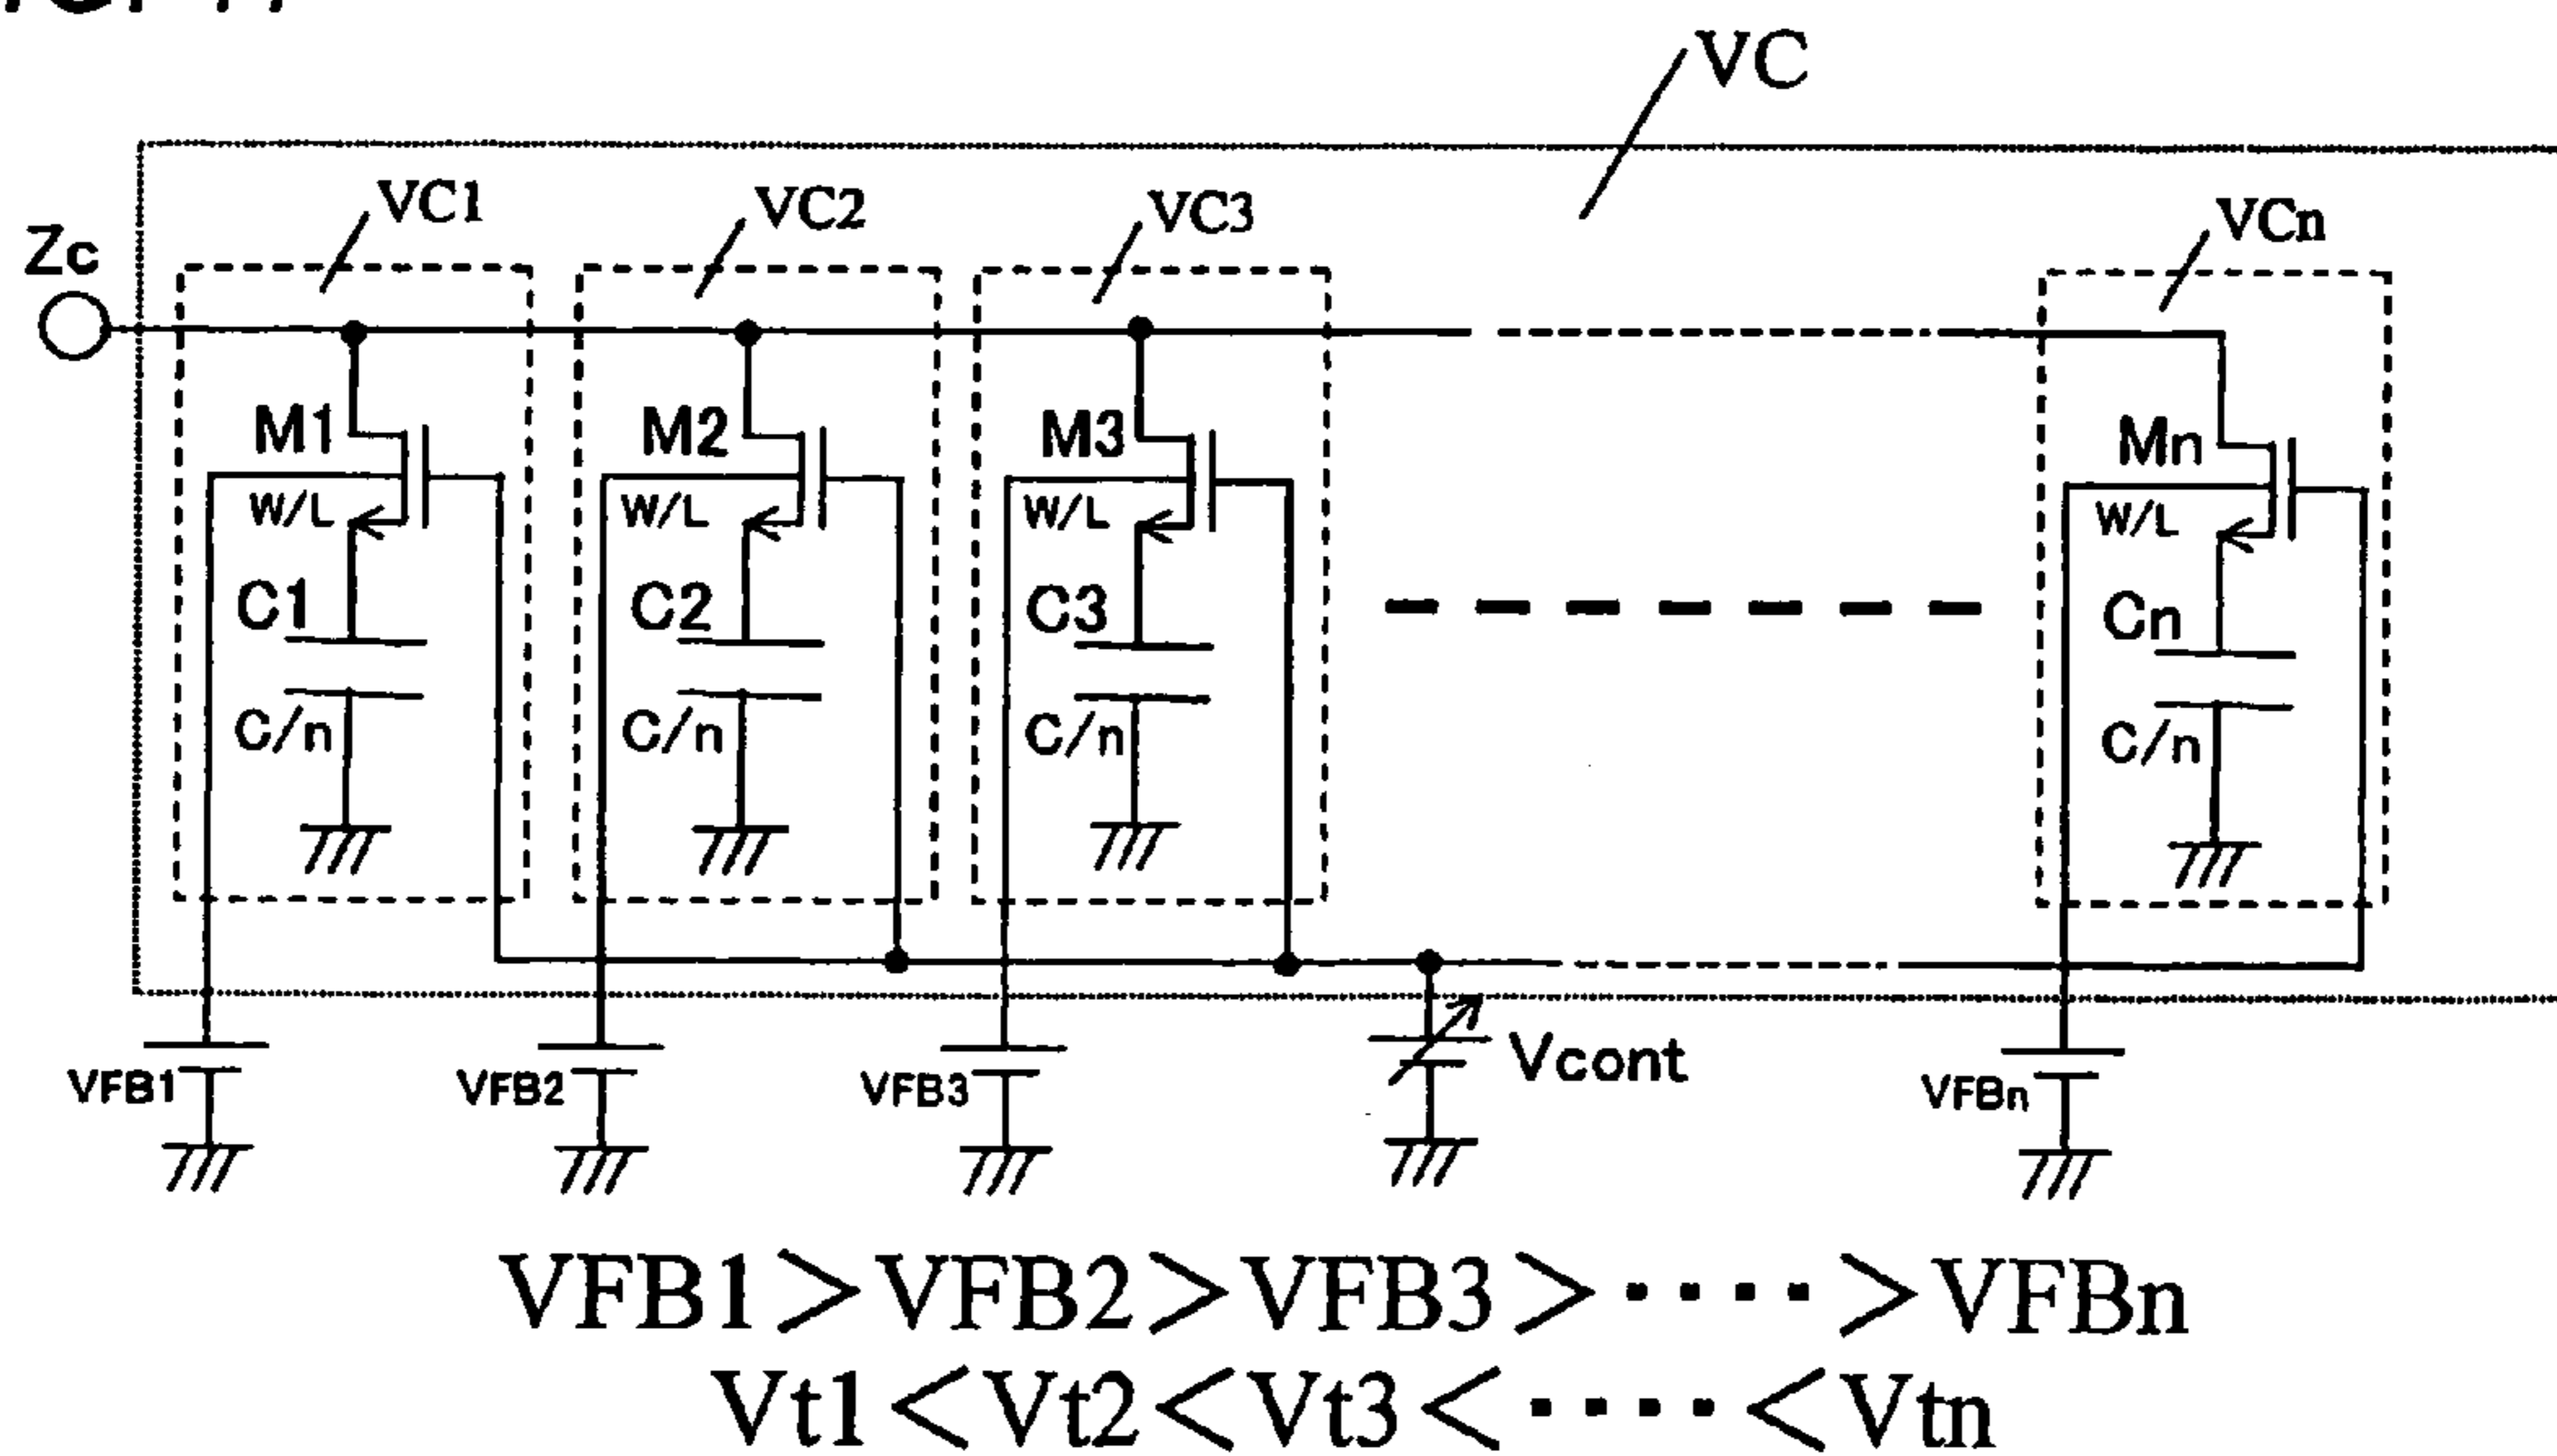 VC
VC1 VC2 VC3 VCn
Zc
M1 M2 M3 Mn
W/L W/L W/L W/L
C1 C2 C3 Cn
C/n C/n C/n C/n
VFB1 VFB2 VFB3 Vcont VFBn
VFB1>VFB2>VFB3>････>VFBn
Vt1<Vt2<Vt3<････<Vtn